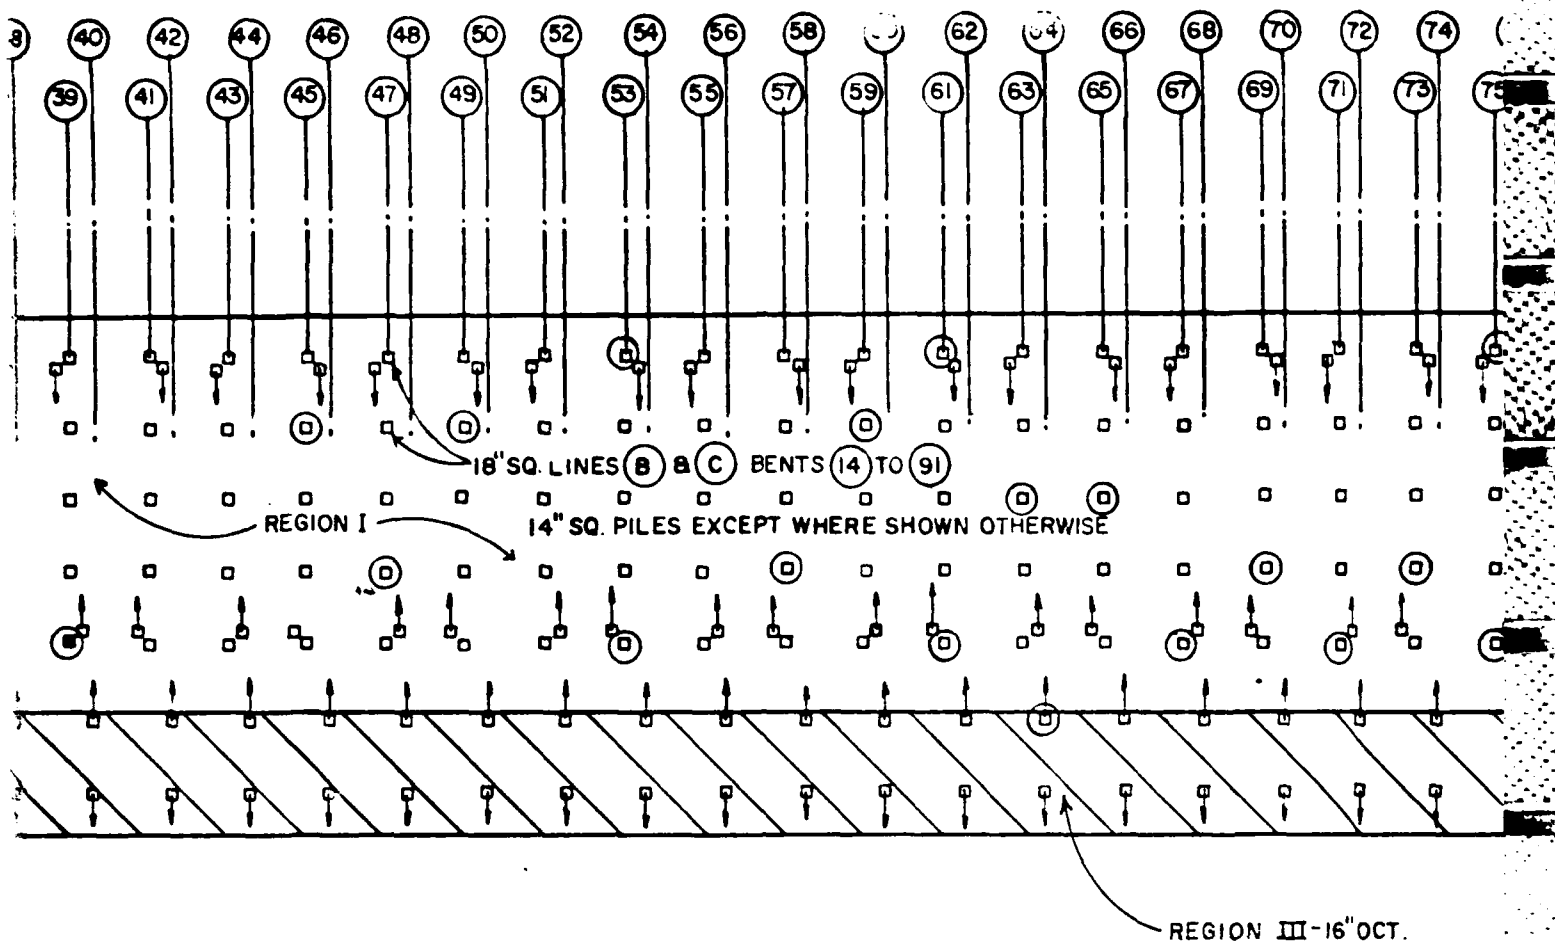 40 42 44 46 48 50 52 54 56 58 62 64 66 68 70 72 74
39 41 43 45 47 49 51 53 55 57 59 61 63 65 67 69 71 73 75
18" SQ. LINES B & C BENTS 14 TO 91
REGION I
14" SQ. PILES EXCEPT WHERE SHOWN OTHERWISE
REGION III-16" OCT.